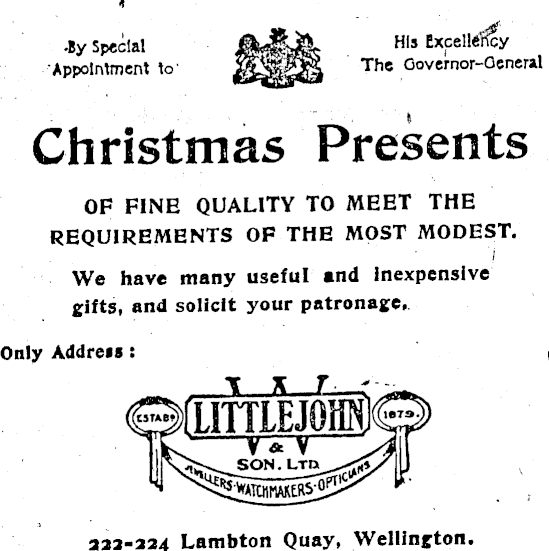 By Special
Appointment to
His Excellency
The Governor-General
Christmas Presents
OF FINE QUALITY TO MEET THE
REQUIREMENTS OF THE MOST MODEST.
We have many useful and inexpensive
gifts, and solicit your patronage.
Only Address:
W
ESTABD
LITTLEJOHN
1879.
&
SON. LTD
JEWELLERS·WATCHMAKERS·OPTICIANS
222-224 Lambton Quay, Wellington.